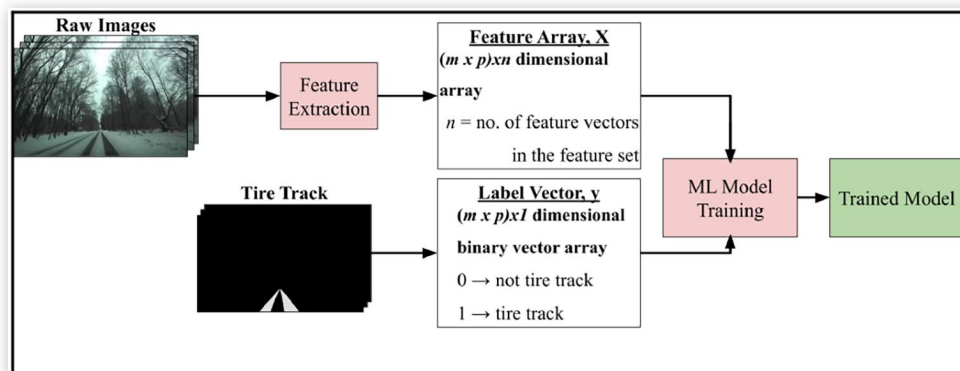 Raw Images
Feature
Extraction
Feature Array, X
(m x p)xn dimensional
array
n = no. of feature vectors
in the feature set
Tire Track
Label Vector, y
(m x p)x1 dimensional
binary vector array
0 → not tire track
1 → tire track
ML Model
Training
Trained Model